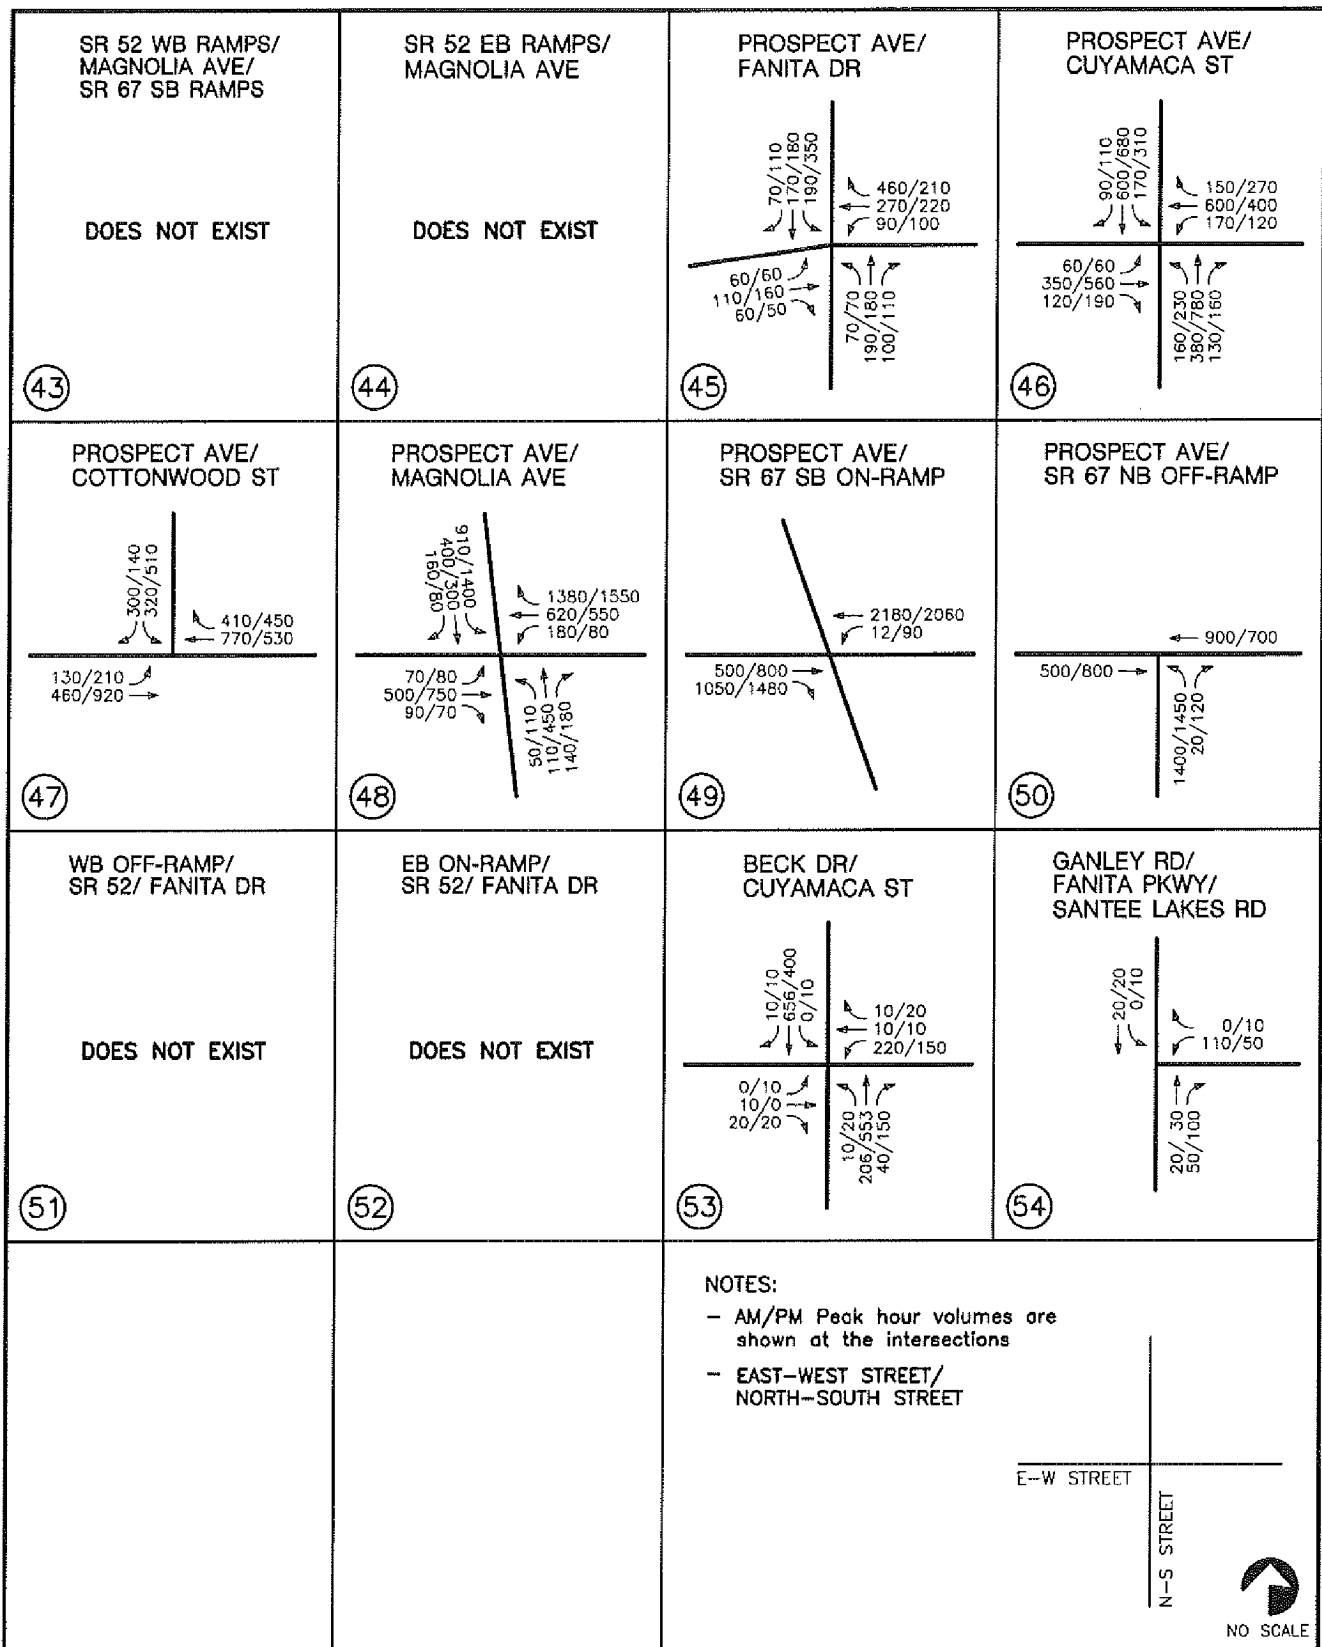 SR 52 WB RAMPS/
MAGNOLIA AVE/
SR 67 SB RAMPS
DOES NOT EXIST
43
SR 52 EB RAMPS/
MAGNOLIA AVE
DOES NOT EXIST
44
PROSPECT AVE/
FANITA DR
70/110
170/180
190/350
460/210
270/220
90/100
60/60
110/160
60/50
70/70
190/180
100/110
45
PROSPECT AVE/
CUYAMACA ST
90/110
600/680
170/310
150/270
600/400
170/120
60/60
350/560
120/190
160/230
380/780
130/160
46
PROSPECT AVE/
COTTONWOOD ST
300/140
320/510
410/450
770/530
130/210
460/920
47
PROSPECT AVE/
MAGNOLIA AVE
160/80
400/300
910/1400
1380/1550
620/550
180/80
70/80
500/750
90/70
50/110
110/450
140/180
48
PROSPECT AVE/
SR 67 SB ON-RAMP
2180/2060
12/90
500/800
1050/1480
49
PROSPECT AVE/
SR 67 NB OFF-RAMP
900/700
500/800
1400/1450
20/120
50
WB OFF-RAMP/
SR 52/ FANITA DR
DOES NOT EXIST
51
EB ON-RAMP/
SR 52/ FANITA DR
DOES NOT EXIST
52
BECK DR/
CUYAMACA ST
10/10
656/400
0/10
10/20
10/10
220/150
0/10
10/0
20/20
10/20
206/553
40/150
53
GANLEY RD/
FANITA PKWY/
SANTEE LAKES RD
20/20
0/10
0/10
110/50
20/ 30
50/100
54
NOTES:
– AM/PM Peak hour volumes are
shown at the intersections
– EAST–WEST STREET/
NORTH–SOUTH STREET
E–W STREET
N–S STREET
NO SCALE